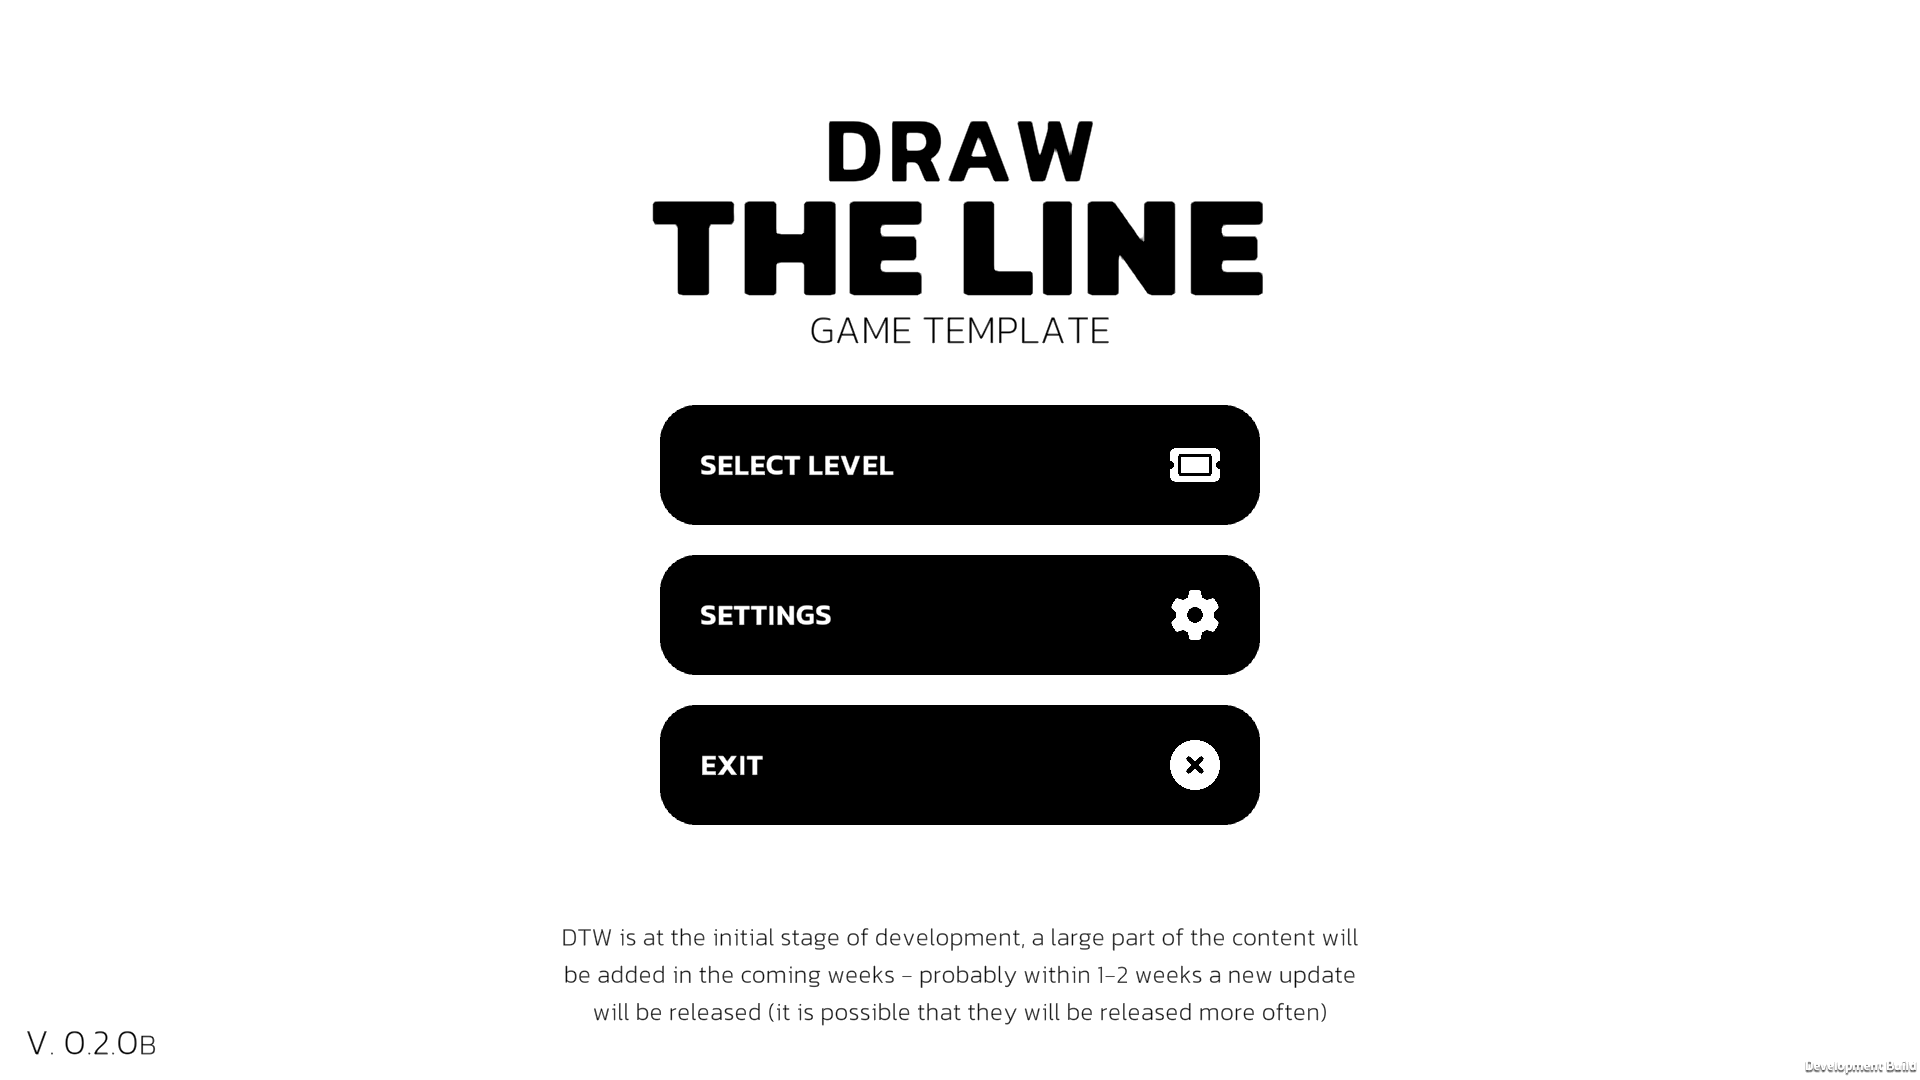 DRAW
THE LINE
GAME TEMPLATE
SELECT LEVEL
SETTINGS
EXIT
DTW is at the initial stage of development, a large part of the content will
be added in the coming weeks - probably within 1-2 weeks a new update
will be released (it is possible that they will be released more often)
V. 0.2.0B
Development Build